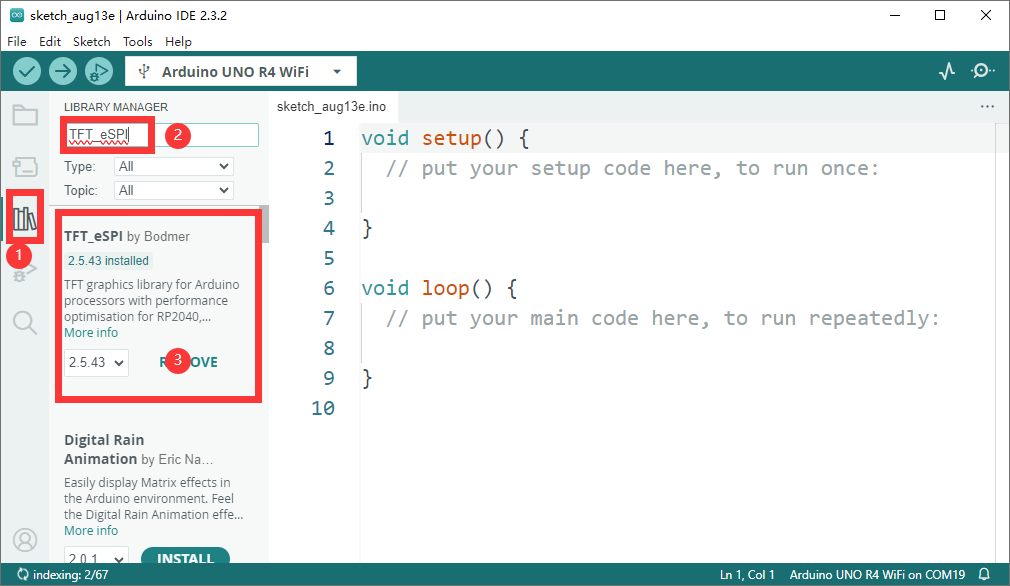 sketch_aug13e | Arduino IDE 2.3.2
File Edit Sketch Tools Help
Arduino UNO R4 WiFi
LIBRARY MANAGER
TFT_eSPI
2
Type: All
Topic: All
1
TFT_eSPI by Bodmer
2.5.43 installed
TFT graphics library for Arduino
processors with performance
optimisation for RP2040,...
More info
2.5.43
3
Digital Rain
Animation by Eric Na...
Easily display Matrix effects in
the Arduino environment. Feel
the Digital Rain Animation effe...
More info
2.0.1 INSTALL
sketch_aug13e.ino
1 void setup() {
2 // put your setup code here, to run once:
3
4 }
5
6 void loop() {
7 // put your main code here, to run repeatedly:
8
9 }
10
indexing: 2/67
Ln 1, Col 1 Arduino UNO R4 WiFi on COM19